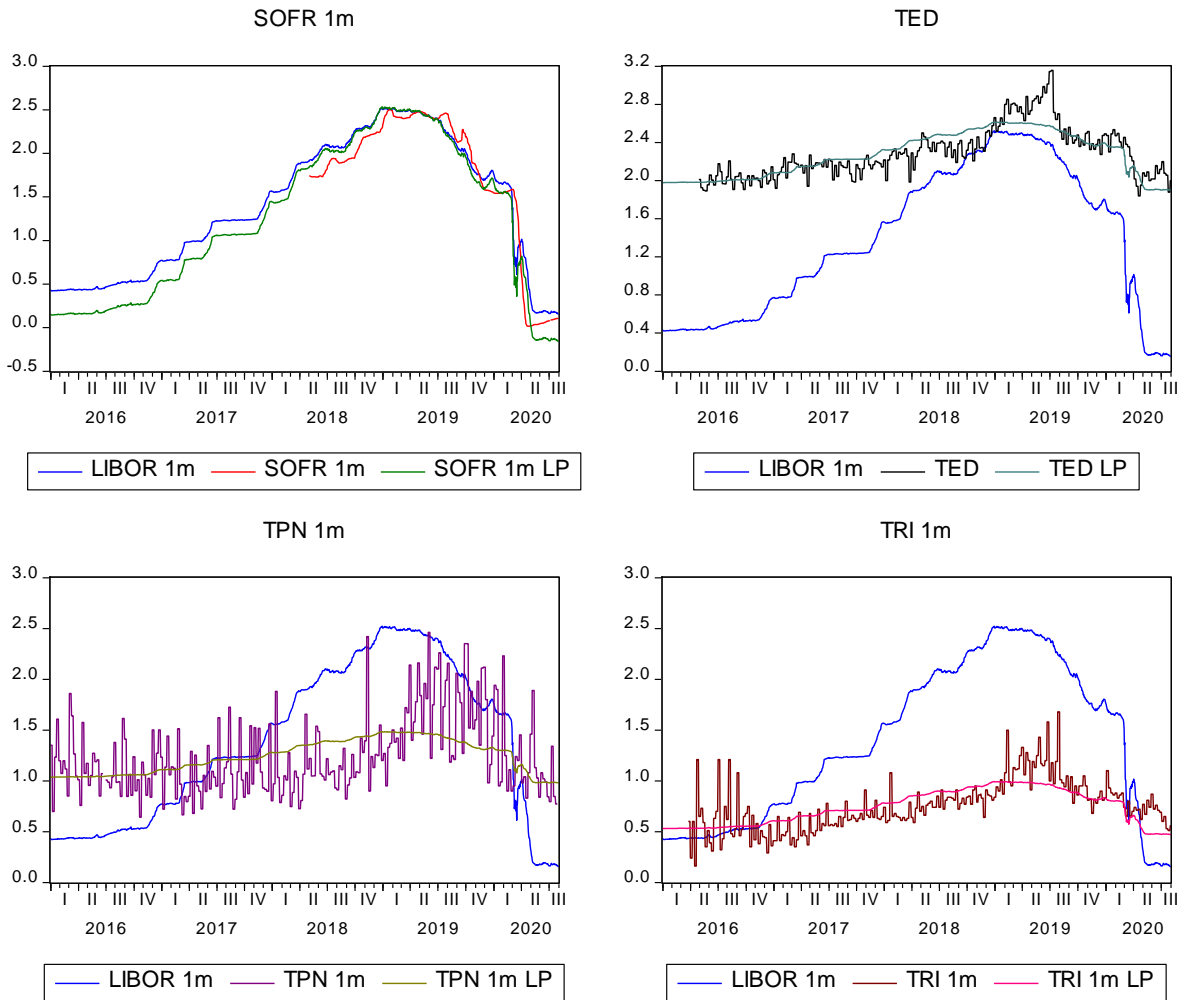 SOFR 1m
3.0
2.5
2.0
1.5
1.0
0.5
0.0
-0.5
I II III IV I II III IV I II III IV I II III IV I II III
2016 2017 2018 2019 2020
LIBOR 1m SOFR 1m SOFR 1m LP
TED
3.2
2.8
2.4
2.0
1.6
1.2
0.8
0.4
0.0
I II III IV I II III IV I II III IV I II III IV I II III
2016 2017 2018 2019 2020
LIBOR 1m TED TED LP
TPN 1m
3.0
2.5
2.0
1.5
1.0
0.5
0.0
I II III IV I II III IV I II III IV I II III IV I II III
2016 2017 2018 2019 2020
LIBOR 1m TPN 1m TPN 1m LP
TRI 1m
3.0
2.5
2.0
1.5
1.0
0.5
0.0
I II III IV I II III IV I II III IV I II III IV I II III
2016 2017 2018 2019 2020
LIBOR 1m TRI 1m TRI 1m LP